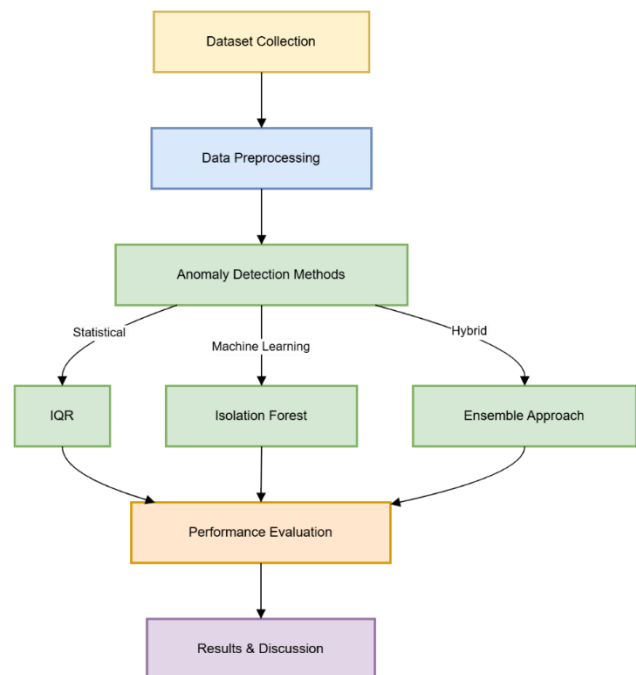 Dataset Collection
Data Preprocessing
Anomaly Detection Methods
Statistical
Machine Learning
Hybrid
IQR
Isolation Forest
Ensemble Approach
Performance Evaluation
Results & Discussion